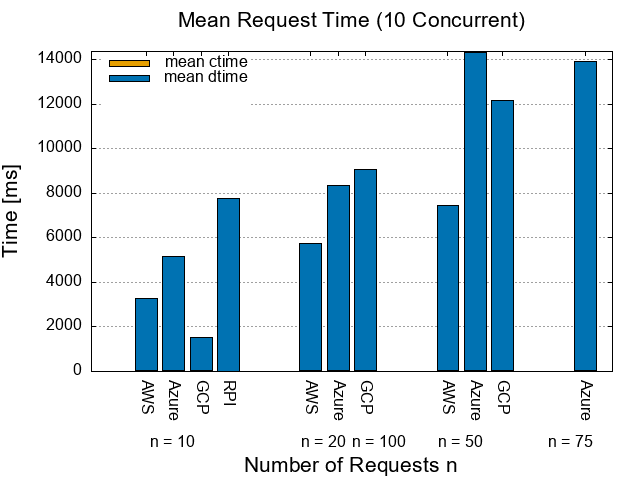 Mean Request Time (10 Concurrent)
mean ctime
mean dtime
Time [ms]
14000
12000
10000
8000
6000
4000
2000
0
AWS
Azure
GCP
RPI
AWS
Azure
GCP
AWS
Azure
GCP
Azure
n = 10
n = 20
n = 100
n = 50
n = 75
Number of Requests n